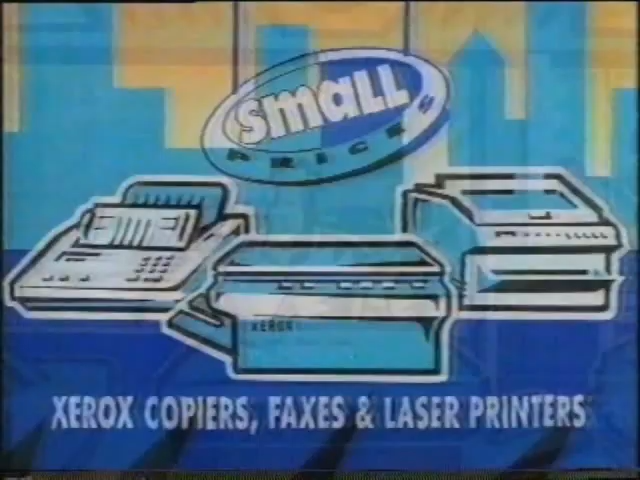 smaLL
PRICES
XEROX
XEROX COPIERS, FAXES & LASER PRINTERS